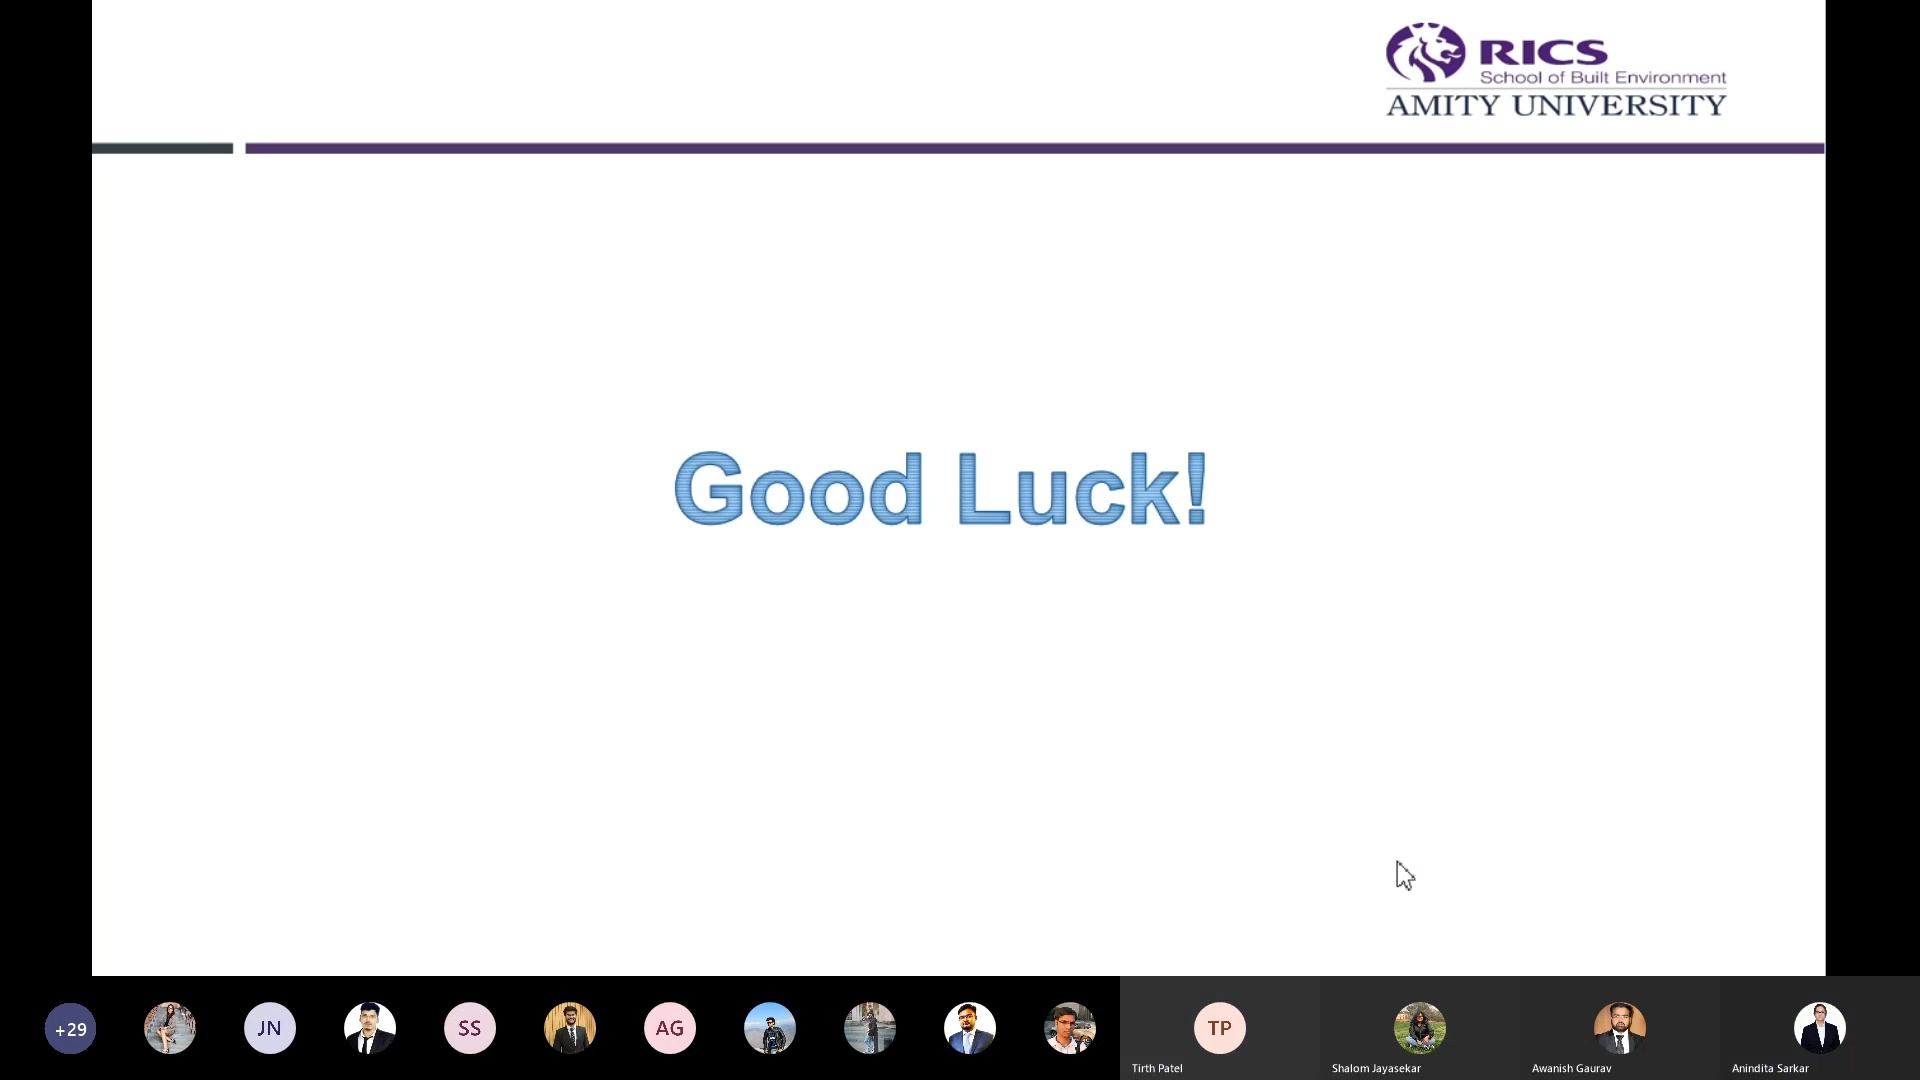 RICS
School of Built Environment
AMITY UNIVERSITY
Good Luck!
+29
JN
SS
AG
TP
Tirth Patel
Shalom Jayasekar
Awanish Gaurav
Anindita Sarkar